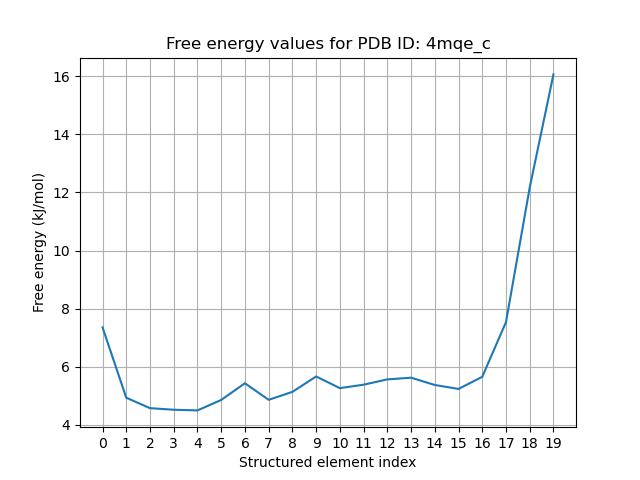 Free energy values for PDB ID: 4mqe_c
Free energy (kJ/mol)
16
14
12
10
8
6
4
0 1 2 3 4 5 6 7 8 9 10 11 12 13 14 15 16 17 18 19
Structured element index